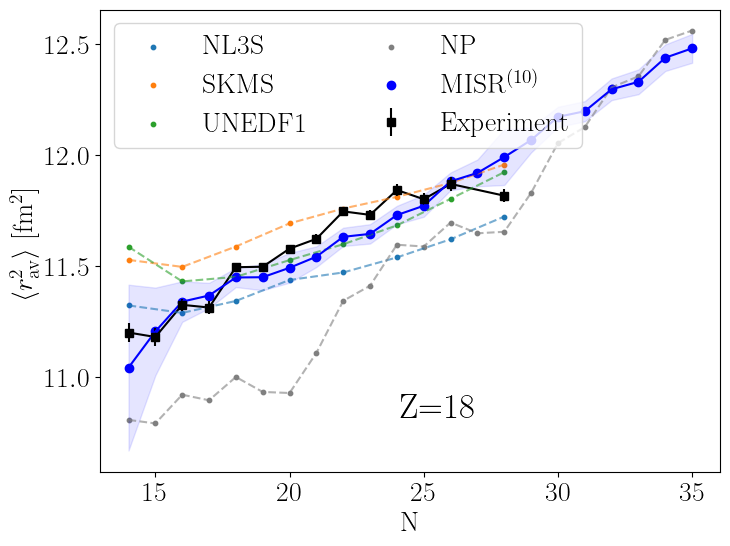 NL3S
SKMS
UNEDF1
NP
MISR⁽¹⁰⁾
Experiment
12.5
12.0
11.5
11.0
⟨r²ₐᵥ⟩ [fm²]
Z=18
15
20
25
30
35
N